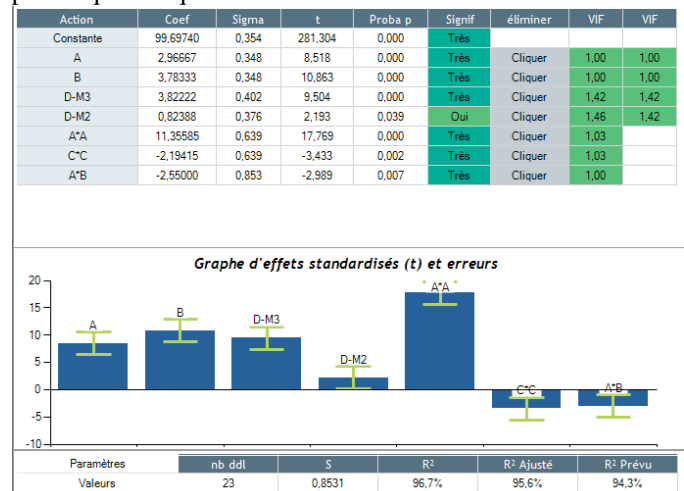 Action Coef Sigma t Proba p Signif éliminer VIF VIF
Constante 99,69740 0,354 281,304 0,000 Très
A 2,96667 0,348 8,518 0,000 Très Cliquer 1,00 1,00
B 3,78333 0,348 10,863 0,000 Très Cliquer 1,00 1,00
D-M3 3,82222 0,402 9,504 0,000 Très Cliquer 1,42 1,42
D-M2 0,82388 0,376 2,193 0,039 Oui Cliquer 1,46 1,42
A*A 11,35585 0,639 17,769 0,000 Très Cliquer 1,03
C*C -2,19415 0,639 -3,433 0,002 Très Cliquer 1,03
A*B -2,55000 0,853 -2,989 0,007 Très Cliquer 1,00
Graphe d'effets standardisés (t) et erreurs
20
15
10
5
0
-5
-10
A
B
D-M3
D-M2
A*A
C*C
A*B
Paramètres nb ddl S R² R² Ajusté R² Prévu
Valeurs 23 0,8531 96,7% 95,6% 94,3%